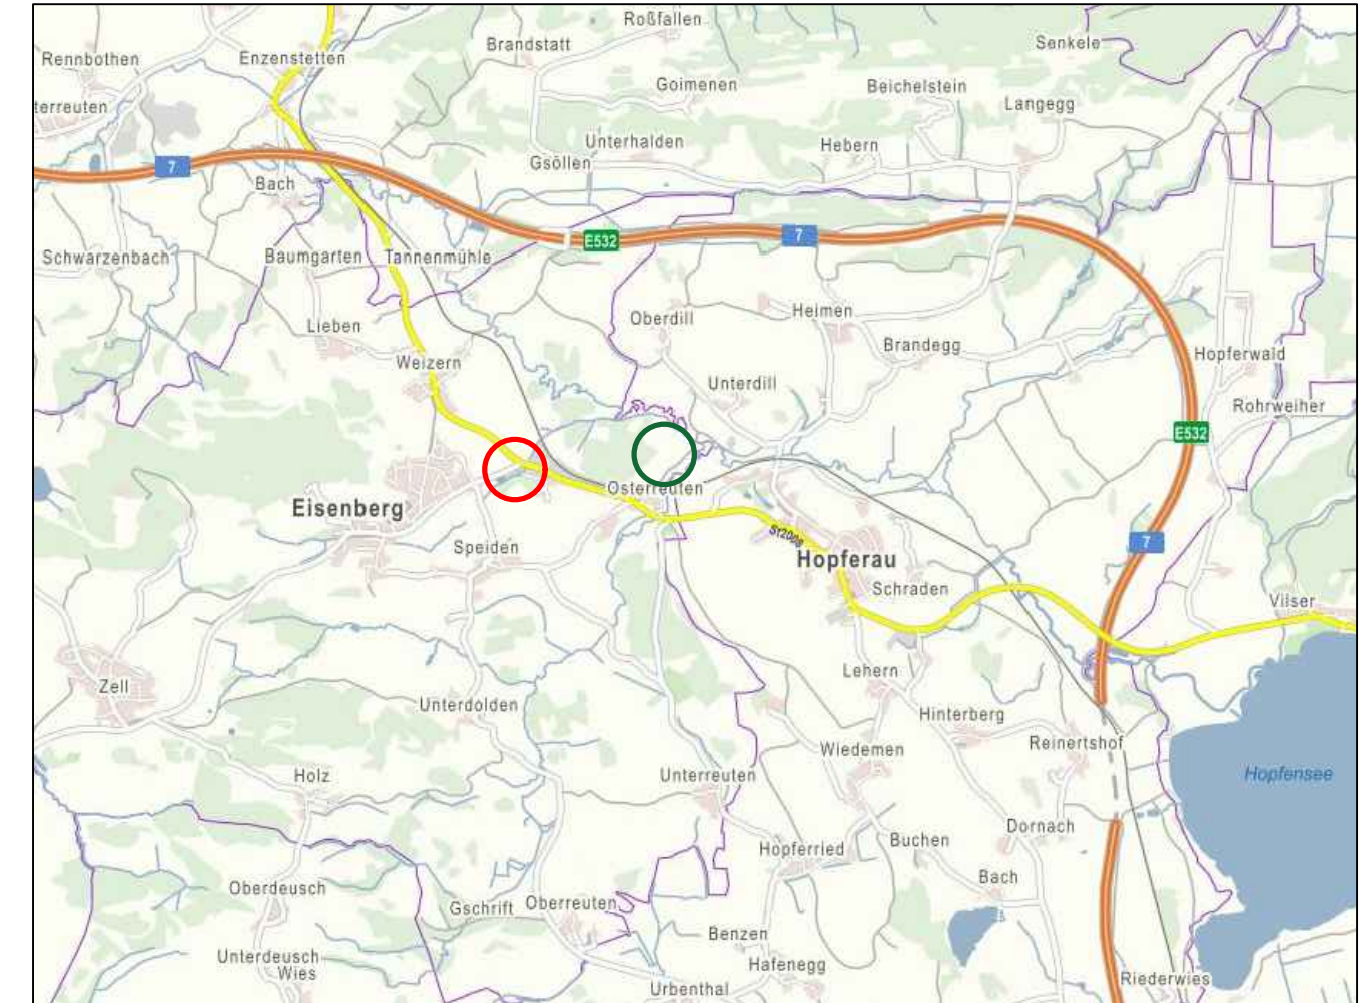 Roßfallen
Brandstatt
Senkele
Rennbothen
Enzenstetten
Goimenen
Beichelstein
terreuten
Langegg
Unterhalden
Hebern
Gsöllen
7
Bach
E532
7
Schwarzenbach
Baumgarten
Tannenmühle
Oberdill
Heimen
Lieben
Brandegg
Hopferwald
Weizern
Unterdill
Rohrweiher
E532
Osterreuten
Eisenberg
St2008
7
Speiden
Hopferau
Schraden
Vilser
Lehern
Zell
Unterdolden
Hinterberg
Reinertshof
Wiedemen
Holz
Unterreuten
Hopfensee
Dornach
Buchen
Hopferried
Bach
Oberdeusch
Gschrift
Oberreuten
Benzen
Unterdeusch
Wies
Hafenegg
Riederwies
Urbenthal